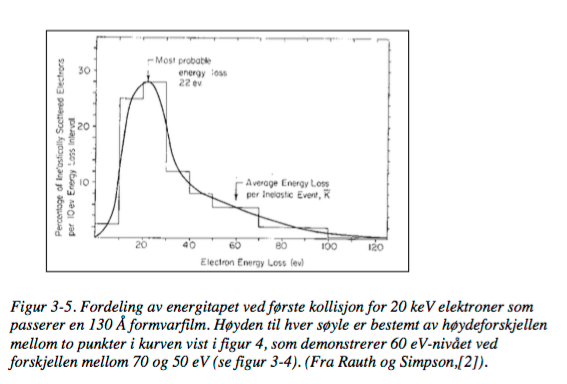 Percentage of Inelastically Scattered Electrons
per 10 ev Energy Loss Interval
30
20
10
Most probable
energy loss
22 ev
Average Energy Loss
per Inelastic Event, K̅
20
40
60
80
100
120
Electron Energy Loss (ev)
Figur 3-5. Fordeling av energitapet ved første kollisjon for 20 keV elektroner som
passerer en 130 Å formvarfilm. Høyden til hver søyle er bestemt av høydeforskjellen
mellom to punkter i kurven vist i figur 4, som demonstrerer 60 eV-nivået ved
forskjellen mellom 70 og 50 eV (se figur 3-4). (Fra Rauth og Simpson,[2]).